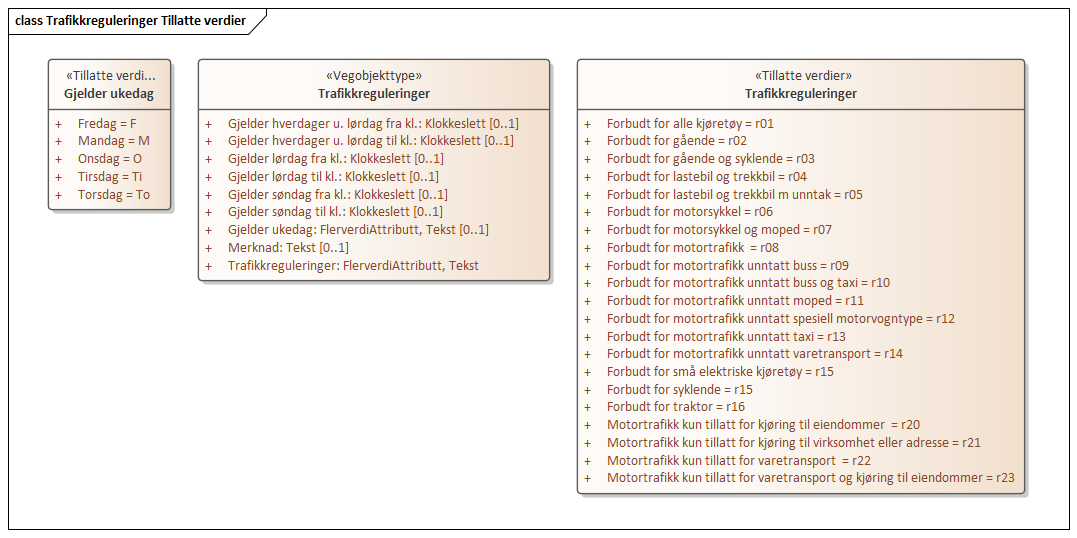 class Trafikkreguleringer Tillatte verdier
«Tillatte verdi...
Gjelder ukedag
+ Fredag = F
+ Mandag = M
+ Onsdag = O
+ Tirsdag = Ti
+ Torsdag = To
«Vegobjekttype»
Trafikkreguleringer
+ Gjelder hverdager u. lørdag fra kl.: Klokkeslett [0..1]
+ Gjelder hverdager u. lørdag til kl.: Klokkeslett [0..1]
+ Gjelder lørdag fra kl.: Klokkeslett [0..1]
+ Gjelder lørdag til kl.: Klokkeslett [0..1]
+ Gjelder søndag fra kl.: Klokkeslett [0..1]
+ Gjelder søndag til kl.: Klokkeslett [0..1]
+ Gjelder ukedag: FlerverdiAttributt, Tekst [0..1]
+ Merknad: Tekst [0..1]
+ Trafikkreguleringer: FlerverdiAttributt, Tekst
«Tillatte verdier»
Trafikkreguleringer
+ Forbudt for alle kjøretøy = r01
+ Forbudt for gående = r02
+ Forbudt for gående og syklende = r03
+ Forbudt for lastebil og trekkbil = r04
+ Forbudt for lastebil og trekkbil m unntak = r05
+ Forbudt for motorsykkel = r06
+ Forbudt for motorsykkel og moped = r07
+ Forbudt for motortrafikk = r08
+ Forbudt for motortrafikk unntatt buss = r09
+ Forbudt for motortrafikk unntatt buss og taxi = r10
+ Forbudt for motortrafikk unntatt moped = r11
+ Forbudt for motortrafikk unntatt spesiell motorvogntype = r12
+ Forbudt for motortrafikk unntatt taxi = r13
+ Forbudt for motortrafikk unntatt varetransport = r14
+ Forbudt for små elektriske kjøretøy = r15
+ Forbudt for syklende = r15
+ Forbudt for traktor = r16
+ Motortrafikk kun tillatt for kjøring til eiendommer = r20
+ Motortrafikk kun tillatt for kjøring til virksomhet eller adresse = r21
+ Motortrafikk kun tillatt for varetransport = r22
+ Motortrafikk kun tillatt for varetransport og kjøring til eiendommer = r23